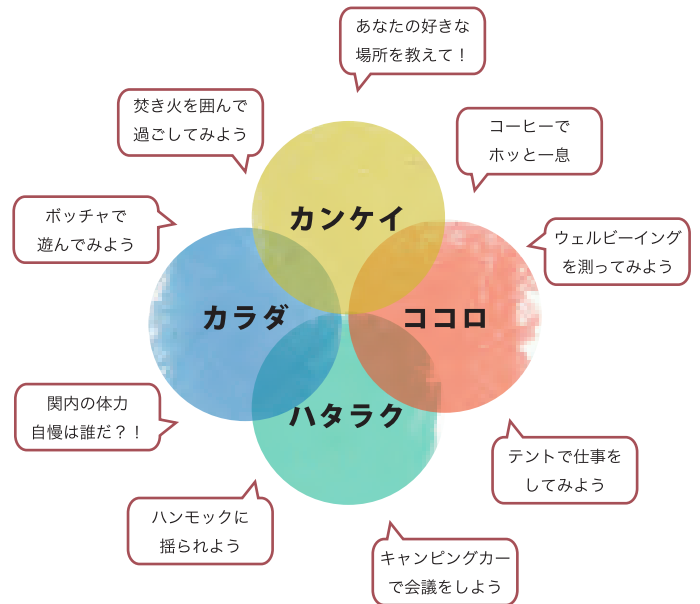 あなたの好きな
場所を教えて！
焚き火を囲んで
過ごしてみよう
コーヒーで
ホッと一息
ボッチャで
遊んでみよう
カンケイ
ウェルビーイング
を測ってみよう
カラダ
ココロ
ハタラク
関内の体力
自慢は誰だ？！
テントで仕事を
してみよう
ハンモックに
揺られよう
キャンピングカー
で会議をしよう